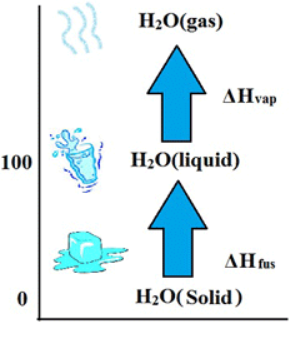 H₂O(gas)
ΔHvap
100
H₂O(liquid)
ΔHfus
0
H₂O(Solid)